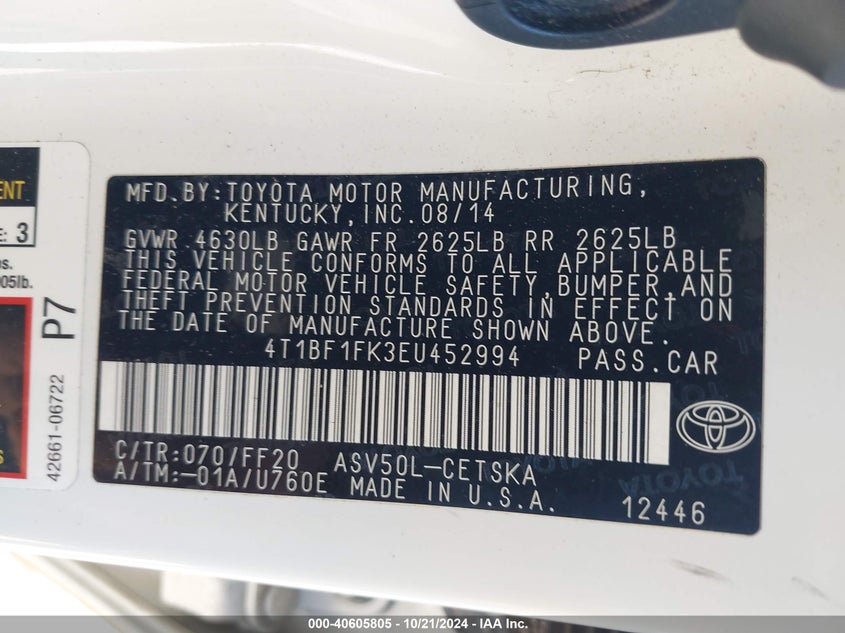 MFD.BY:TOYOTA MOTOR MANUFACTURING,
KENTUCKY,INC.08/14
GVWR 4630LB GAWR FR 2625LB RR 2625LB
THIS VEHICLE CONFORMS TO ALL APPLICABLE
FEDERAL MOTOR VEHICLE SAFETY,BUMPER,AND
THEFT PREVENTION STANDARDS IN EFFECT ON
THE DATE OF MANUFACTURE SHOWN ABOVE.
4T1BF1FK3EU452994 PASS.CAR
C/TR:070/FF20 ASV50L-CETSKA
A/TM:-01A/U760E MADE IN U.S.A.
12446
3
05lb.
P7
42661-06722
TOYOTA
000-40605805 - 10/21/2024 - IAA Inc.